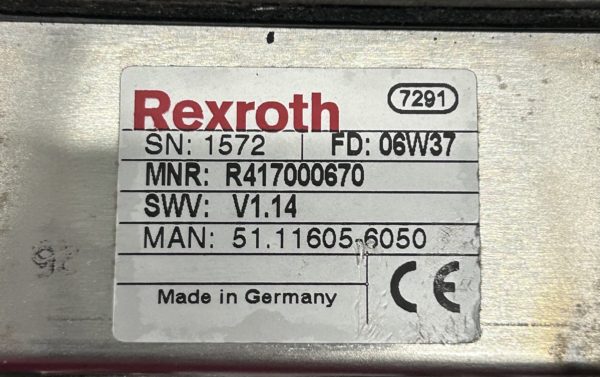 Rexroth 7291
SN: 1572 FD: 06W37
MNR: R417000670
SWV: V1.14
MAN: 51.11605-6050
Made in Germany CE